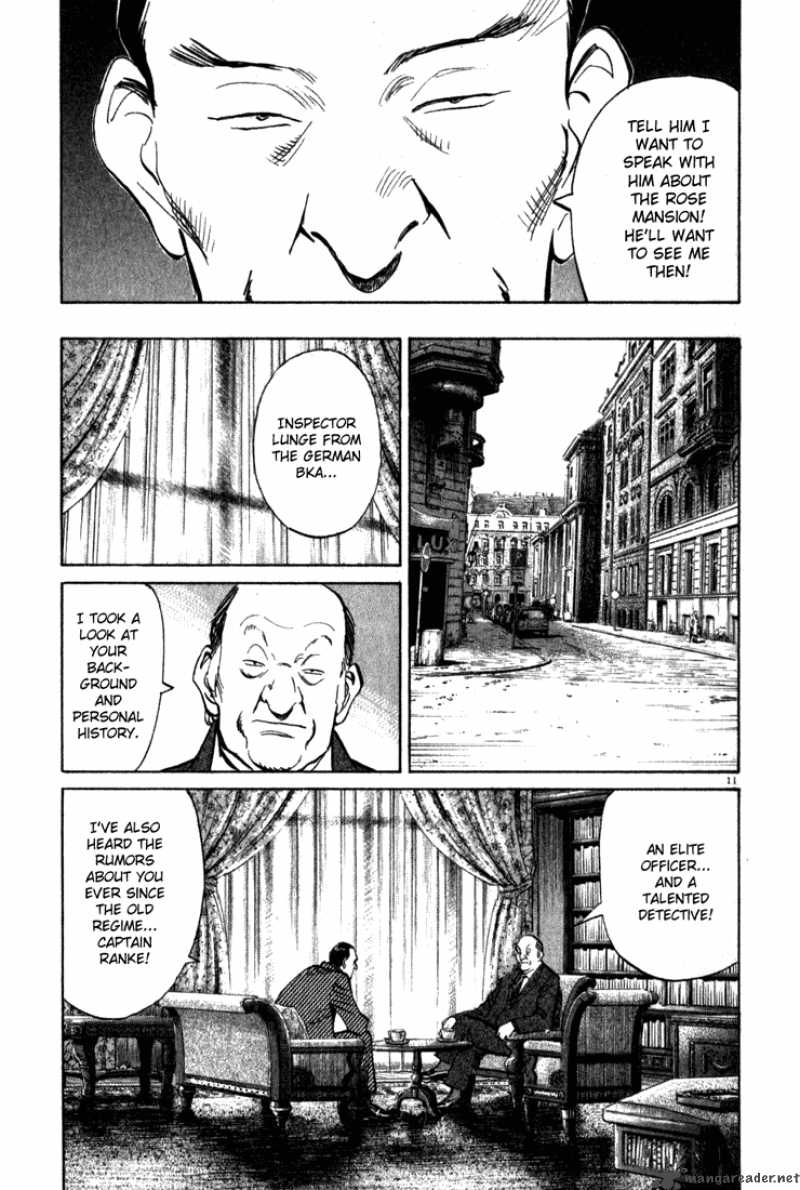 TELL HIM I
WANT TO
SPEAK WITH
HIM ABOUT
THE ROSE
MANSION!
HE'LL WANT
TO SEE ME
THEN!
INSPECTOR
LUNGE FROM
THE GERMAN
BKA...
I TOOK A
LOOK AT
YOUR
BACK-
GROUND
AND
PERSONAL
HISTORY.
11
AN ELITE
OFFICER...
AND A
TALENTED
DETECTIVE!
I'VE ALSO
HEARD THE
RUMORS
ABOUT YOU
EVER SINCE
THE OLD
REGIME...
CAPTAIN
RANKE!
mangareader.net